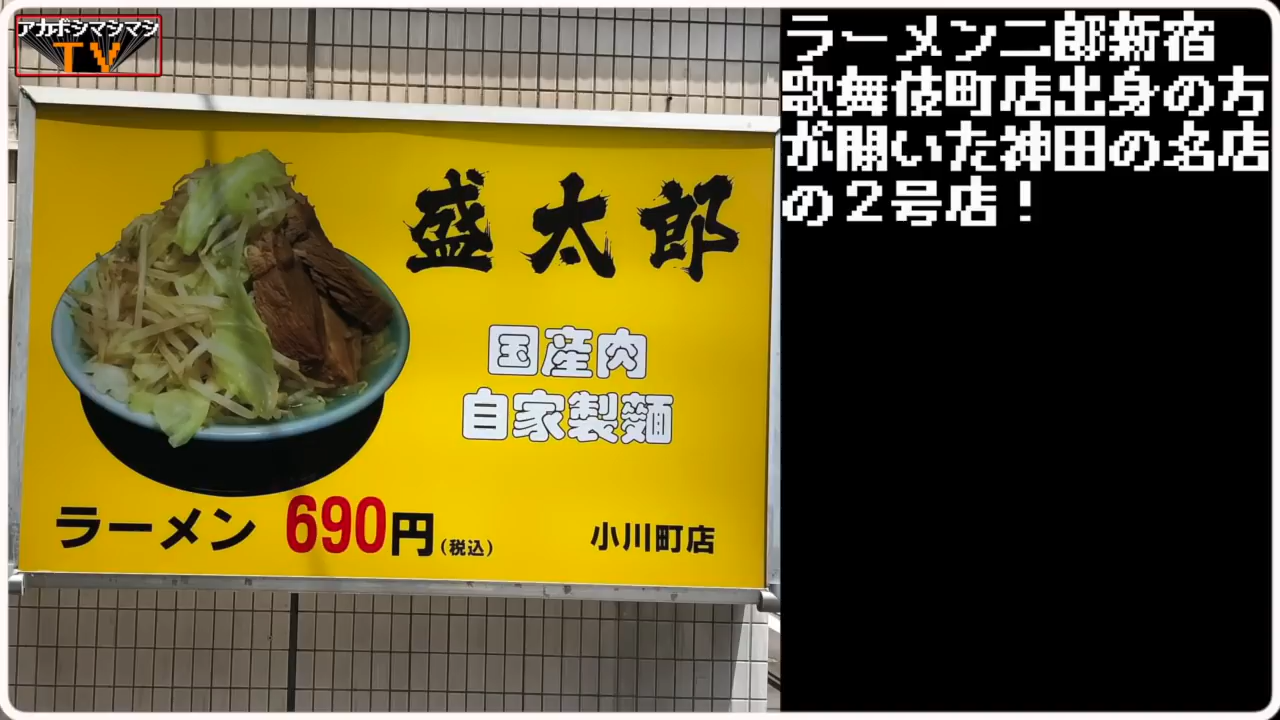 アカボシマシマシ
TV
ラーメン二郎新宿
歌舞伎町店出身の方
が開いた神田の名店
の２号店！
盛太郎
国産肉
自家製麺
ラーメン 690円(税込)
小川町店